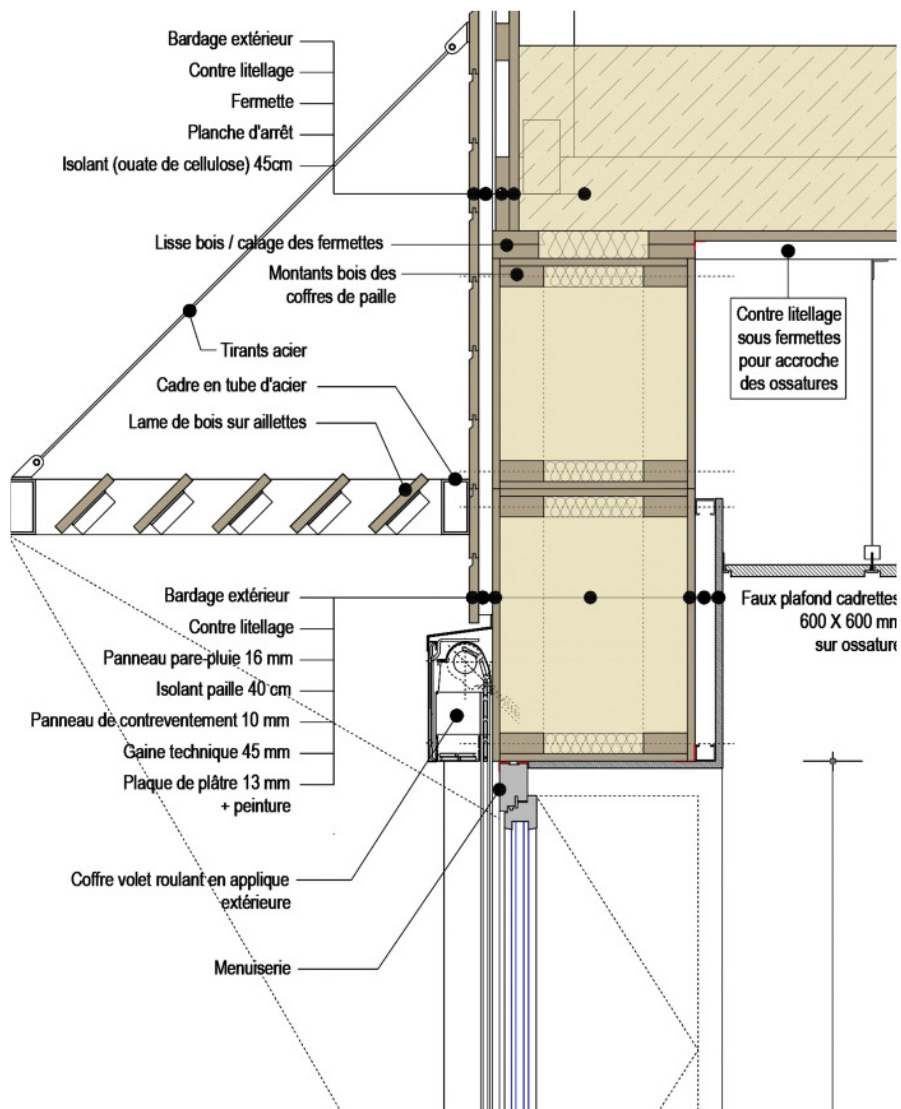 Bardage extérieur
Contre litellage
Fermette
Planche d'arrêt
Isolant (ouate de cellulose) 45cm
Lisse bois / calage des fermettes
Montants bois des
coffres de paille
Contre litellage
sous fermettes
pour accroche
des ossatures
Tirants acier
Cadre en tube d'acier
Lame de bois sur aillettes
Bardage extérieur
Contre litellage
Panneau pare-pluie 16 mm
Isolant paille 40 cm
Panneau de contreventement 10 mm
Gaine technique 45 mm
Plaque de plâtre 13 mm
+ peinture
Faux plafond cadrettes
600 X 600 mm
sur ossature
Coffre volet roulant en applique
extérieure
Menuiserie